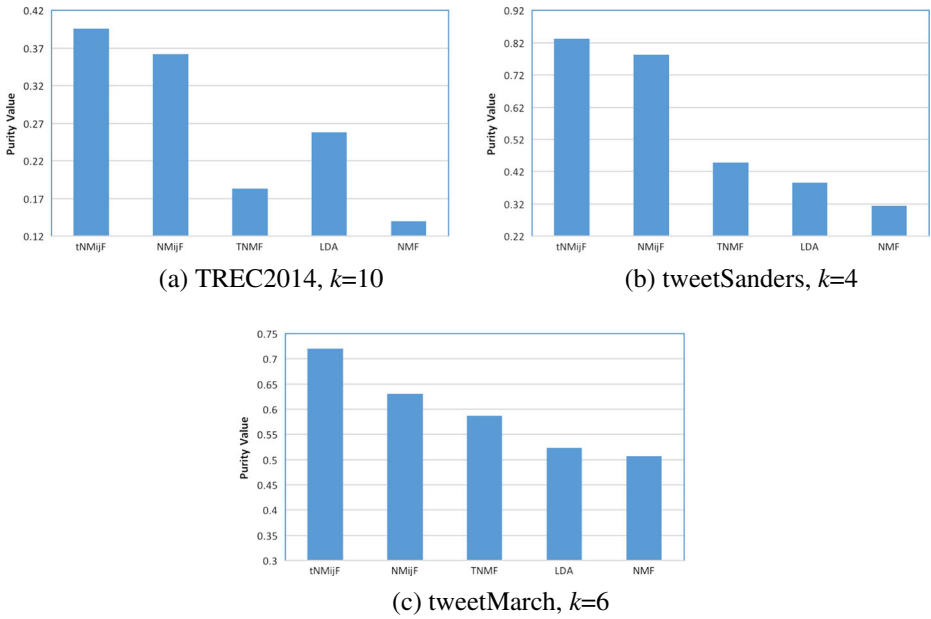 0.42
0.37
0.32
0.27
0.22
0.17
0.12
Purity Value
tNMijF NMijF TNMF LDA NMF
(a) TREC2014, k=10
0.92
0.82
0.72
0.62
0.52
0.42
0.32
0.22
Purity Value
tNMijF NMijF TNMF LDA NMF
(b) tweetSanders, k=4
0.75
0.7
0.65
0.6
0.55
0.5
0.45
0.4
0.35
0.3
Purity Value
tNMijF NMijF TNMF LDA NMF
(c) tweetMarch, k=6